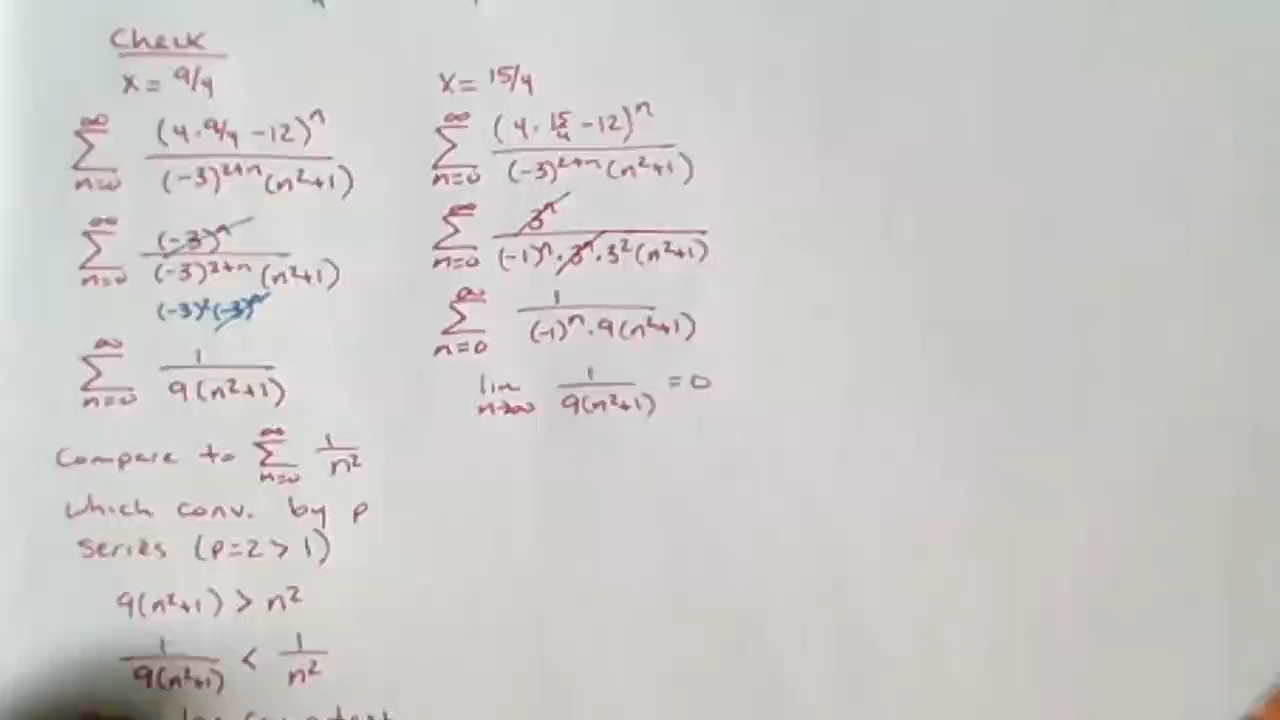 Check
x = 9/4
∑_{n=0}^{∞} (4·9/4 -12)^n / (-3)^{2+n}(n²+1)
∑_{n=0}^{∞} (-3)^n / (-3)^{2+n}(n²+1)
(-3)²(-3)^n
∑_{n=0}^{∞} 1 / 9(n²+1)
Compare to ∑_{n=0}^{∞} 1/n²
which conv. by p
series (p=2 > 1)
9(n²+1) > n²
1 / 9(n²+1) < 1/n²
x = 15/4
∑_{n=0}^{∞} (4·15/4 -12)^n / (-3)^{2+n}(n²+1)
∑_{n=0}^{∞} 3^n / (-1)^n · 3^n · 3²(n²+1)
∑_{n=0}^{∞} 1 / (-1)^n · 9(n²+1)
lim_{n→∞} 1 / 9(n²+1) = 0